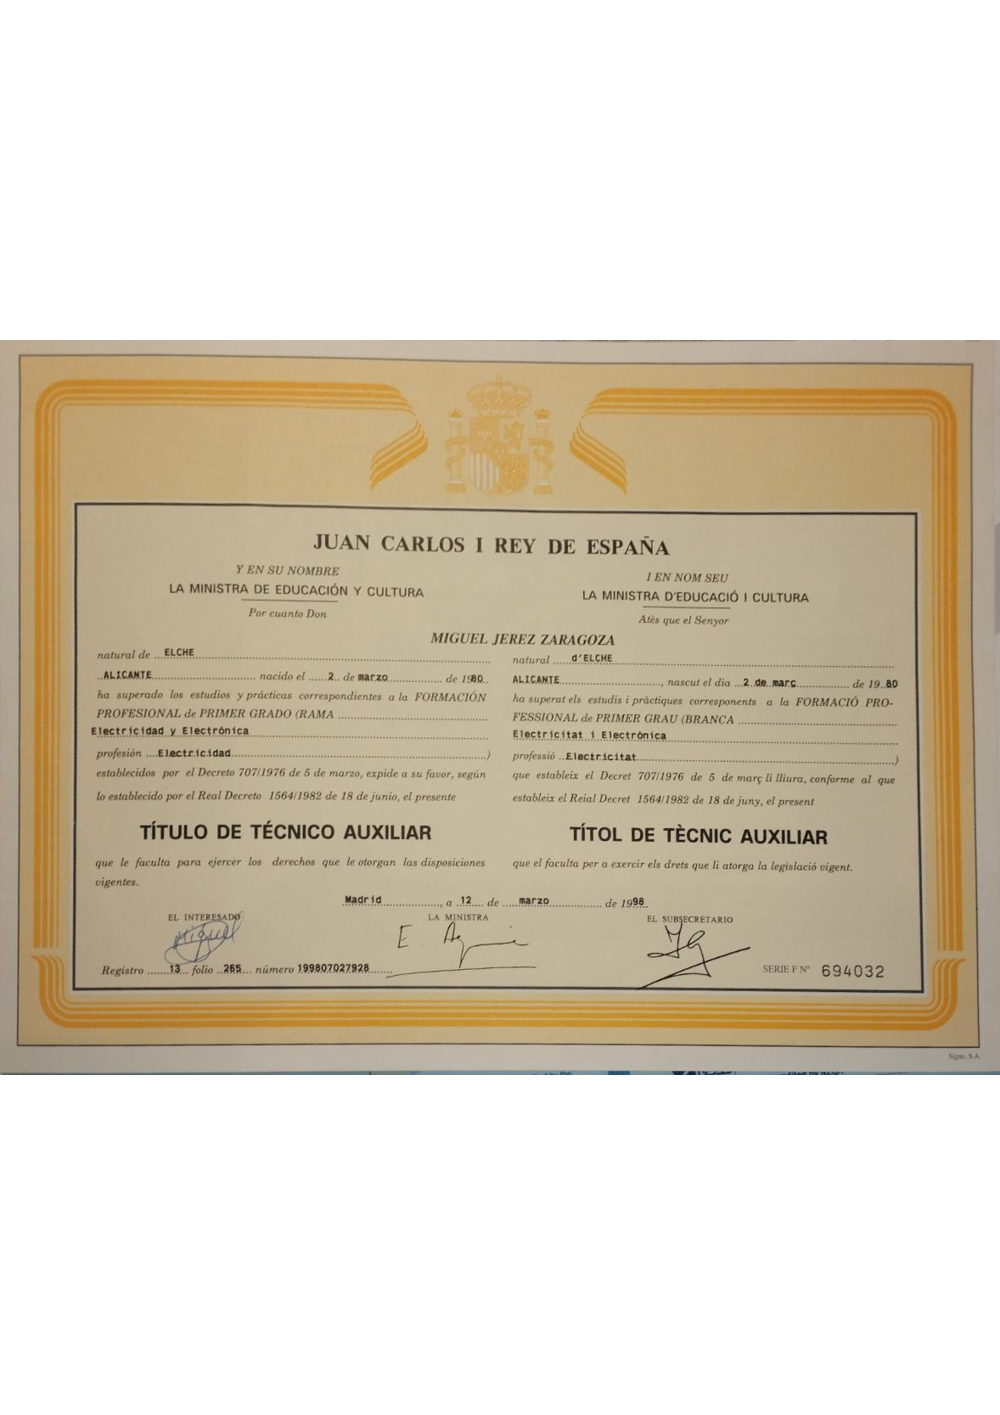 JUAN CARLOS I REY DE ESPAÑA
Y EN SU NOMBRE
LA MINISTRA DE EDUCACIÓN Y CULTURA
Por cuanto Don
I EN NOM SEU
LA MINISTRA D'EDUCACIÓ I CULTURA
Atès que el Senyor
MIGUEL JEREZ ZARAGOZA
natural de ELCHE
ALICANTE, nacido el 2 de marzo de 1980
ha superado los estudios y prácticas correspondientes a la FORMACIÓN
PROFESIONAL de PRIMER GRADO (RAMA
Electricidad y Electrónica
profesión Electricidad)
establecidos por el Decreto 707/1976 de 5 de marzo, expide a su favor, según
lo establecido por el Real Decreto 1564/1982 de 18 de junio, el presente
TÍTULO DE TÉCNICO AUXILIAR
que le faculta para ejercer los derechos que le otorgan las disposiciones
vigentes.
natural d'ELCHE
ALICANTE, nascut el dia 2 de març de 1980
ha superat els estudis i pràctiques corresponents a la FORMACIÓ PRO-
FESSIONAL de PRIMER GRAU (BRANCA
Electricitat i Electrònica
professió Electricitat)
que estableix el Decret 707/1976 de 5 de març li lliura, conforme al que
estableix el Reial Decret 1564/1982 de 18 de juny, el present
TÍTOL DE TÈCNIC AUXILIAR
que el faculta per a exercir els drets que li atorga la legislació vigent.
Madrid, a 12 de marzo de 1998
EL INTERESADO
LA MINISTRA
EL SUBSECRETARIO
Miguel
Registro 13 folio 265 número 199807027928
SERIE F Nº 694032
Signe, S.A.